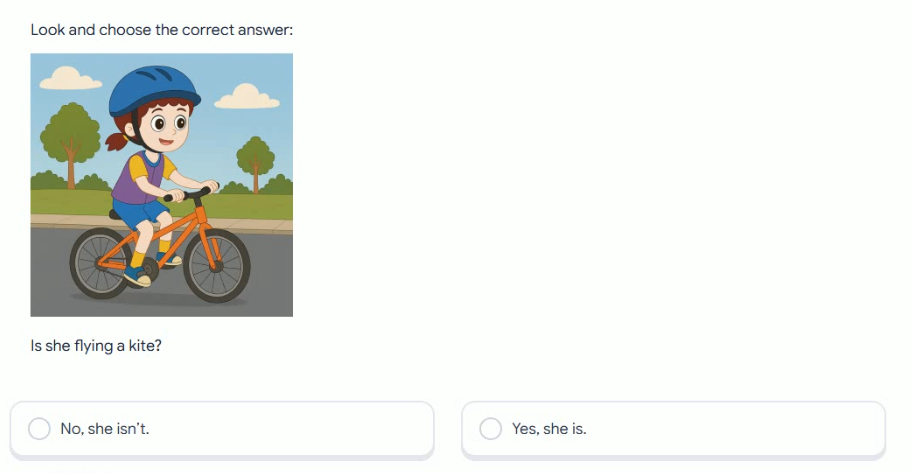 Look and choose the correct answer:
Is she flying a kite?
No, she isn't.
Yes, she is.